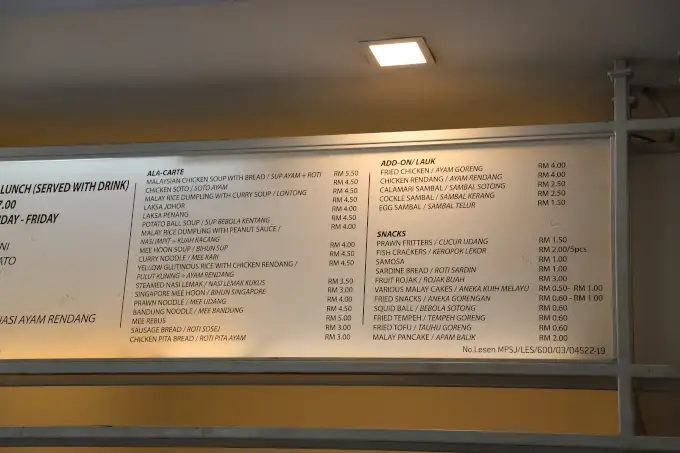 LUNCH (SERVED WITH DRINK)
7.00
DAY - FRIDAY
NI
ATO
NASI AYAM RENDANG
ALA-CARTE
MALAYSIAN CHICKEN SOUP WITH BREAD / SUP AYAM + ROTI RM 5.50
CHICKEN SOTO / SOTO AYAM RM 4.50
MALAY RICE DUMPLING WITH CURRY SOUP / LONTONG RM 4.50
LAKSA JOHOR RM 4.50
LAKSA PENANG RM 4.00
POTATO BALL SOUP / SUP BEBOLA KENTANG RM 4.50
MALAY RICE DUMPLING WITH PEANUT SAUCE / RM 4.00
NASI IMPIT + KUAH KACANG
MEE HOON SOUP / BIHUN SUP RM 4.00
CURRY NOODLE / MEE KARI RM 4.50
YELLOW GLUTINOUS RICE WITH CHICKEN RENDANG / RM 4.50
PULUT KUNING + AYAM RENDANG
STEAMED NASI LEMAK / NASI LEMAK KUKUS RM 3.50
SINGAPORE MEE HOON / BIHUN SINGAPORE RM 3.00
PRAWN NOODLE / MEE UDANG RM 4.00
BANDUNG NOODLE / MEE BANDUNG RM 4.50
MEE REBUS RM 5.00
SAUSAGE BREAD / ROTI SOSEJ RM 3.00
CHICKEN PITA BREAD / ROTI PITA AYAM RM 3.00
ADD-ON/ LAUK
FRIED CHICKEN / AYAM GORENG RM 4.00
CHICKEN RENDANG / AYAM RENDANG RM 4.00
CALAMARI SAMBAL / SAMBAL SOTONG RM 2.50
COCKLE SAMBAL / SAMBAL KERANG RM 2.50
EGG SAMBAL / SAMBAL TELUR RM 1.50
SNACKS
PRAWN FRITTERS / CUCUR UDANG RM 1.50
FISH CRACKERS / KEROPOK LEKOR RM 2.00/5pcs
SAMOSA RM 1.00
SARDINE BREAD / ROTI SARDIN RM 1.00
FRUIT ROJAK / ROJAK BUAH RM 3.00
VARIOUS MALAY CAKES / ANEKA KUIH MELAYU RM 0.50- RM 1.00
FRIED SNACKS / ANEKA GORENGAN RM 0.60 - RM 1.00
SQUID BALL / BEBOLA SOTONG RM 0.60
FRIED TEMPEH / TEMPEH GORENG RM 0.60
FRIED TOFU / TAUHU GORENG RM 0.60
MALAY PANCAKE / APAM BALIK RM 2.00
No.Lesen MPSJ/LES/600/03/04522-19